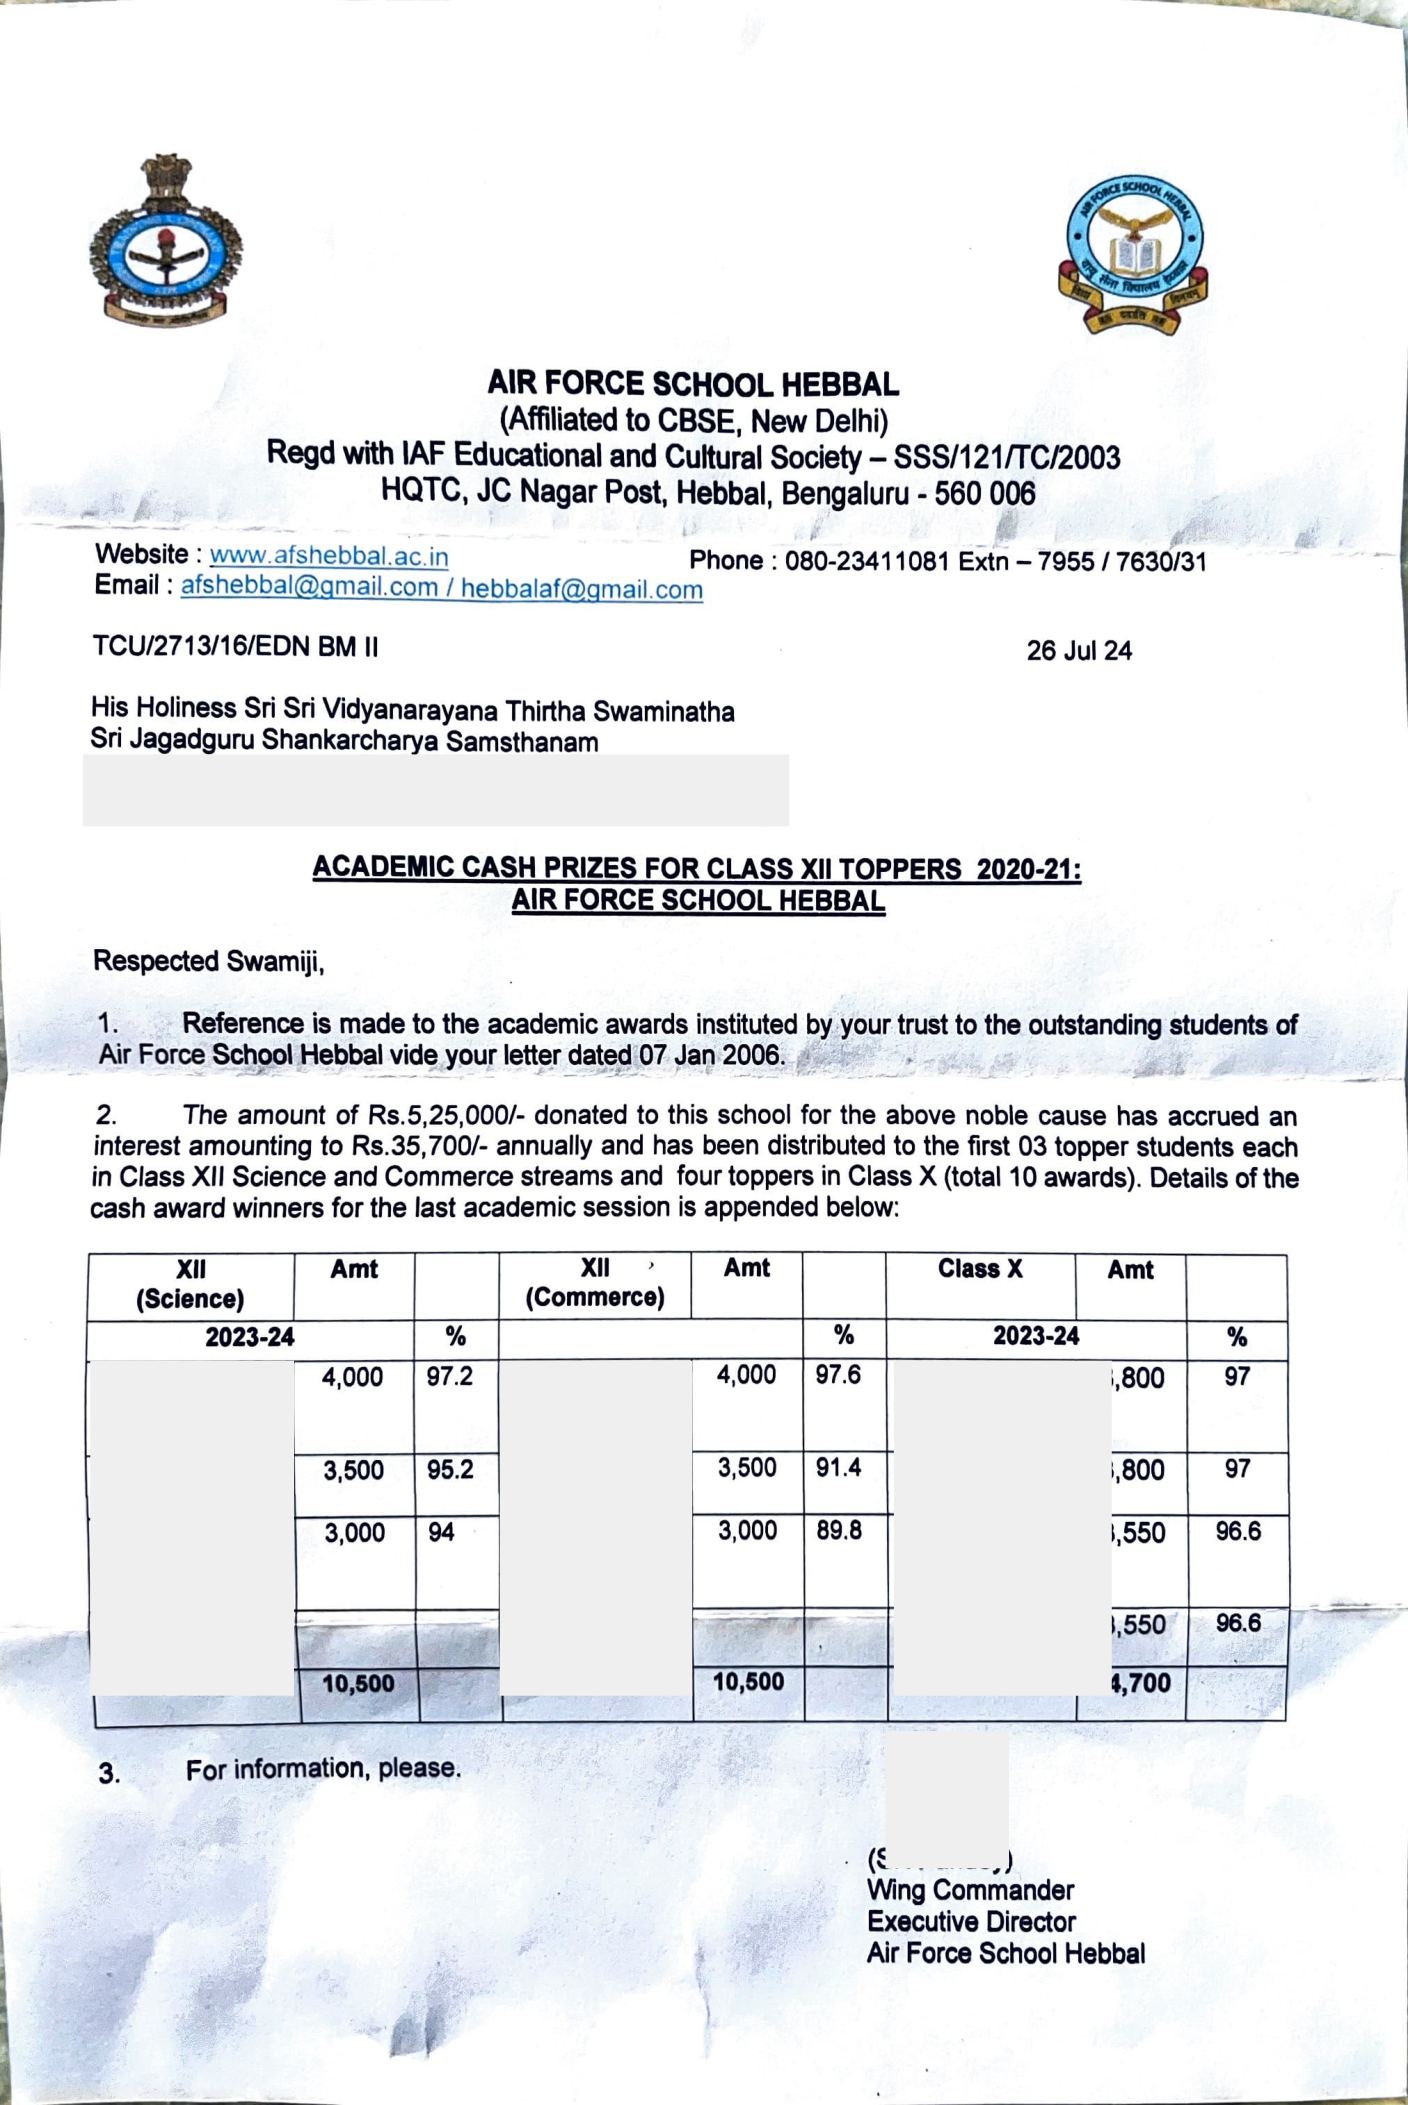 AIR FORCE SCHOOL HEBBAL
AIR FORCE SCHOOL HEBBAL
(Affiliated to CBSE, New Delhi)
Regd with IAF Educational and Cultural Society – SSS/121/TC/2003
HQTC, JC Nagar Post, Hebbal, Bengaluru - 560 006
Website : www.afshebbal.ac.in Phone : 080-23411081 Extn – 7955 / 7630/31
Email : afshebbal@gmail.com / hebbalaf@gmail.com
TCU/2713/16/EDN BM II 26 Jul 24
His Holiness Sri Sri Vidyanarayana Thirtha Swaminatha
Sri Jagadguru Shankarcharya Samsthanam
ACADEMIC CASH PRIZES FOR CLASS XII TOPPERS 2020-21:
AIR FORCE SCHOOL HEBBAL
Respected Swamiji,
1. Reference is made to the academic awards instituted by your trust to the outstanding students of
Air Force School Hebbal vide your letter dated 07 Jan 2006.
2. The amount of Rs.5,25,000/- donated to this school for the above noble cause has accrued an
interest amounting to Rs.35,700/- annually and has been distributed to the first 03 topper students each
in Class XII Science and Commerce streams and four toppers in Class X (total 10 awards). Details of the
cash award winners for the last academic session is appended below:
XII Amt XII Amt Class X Amt
(Science) (Commerce)
2023-24 % % 2023-24 %
4,000 97.2 4,000 97.6 ,800 97
3,500 95.2 3,500 91.4 ,800 97
3,000 94 3,000 89.8 ,550 96.6
,550 96.6
10,500 10,500 4,700
3. For information, please.
Wing Commander
Executive Director
Air Force School Hebbal